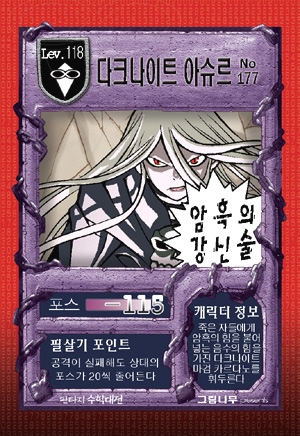 Lev. 118
다크나이트 아슈르
No
177
암흑의
강신술
포스
115
필살기 포인트
공격이 실패해도 상대의
포스가 20씩 줄어든다
캐릭터 정보
죽은 자들에게
암흑의 힘을 불어
넣는 음수의 힘을
가진 다크나이트
마검 카르다노를
휘두른다
판타지 수학대전
그림나무